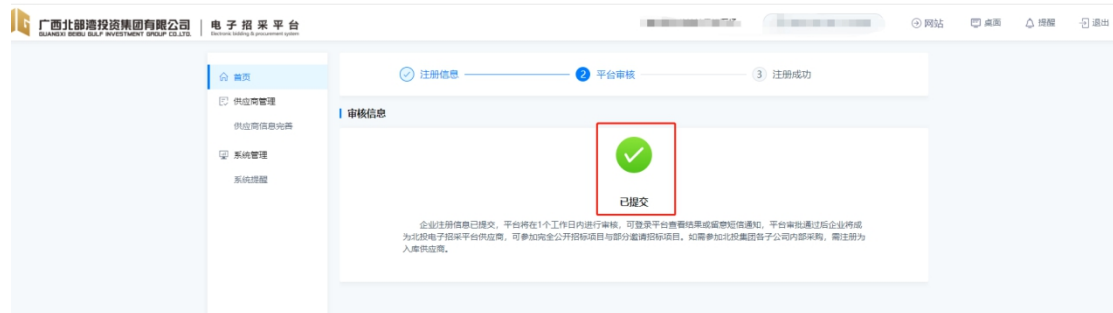 广西北部湾投资集团有限公司
GUANGXI BEIBU GULF INVESTMENT GROUP CO.,LTD.
电子招采平台
Electronic bidding & procurement system
网站
桌面
提醒
退出
首页
供应商管理
供应商信息完善
系统管理
系统提醒
注册信息
2 平台审核
3 注册成功
审核信息
已提交
企业注册信息已提交，平台将在1个工作日内进行审核，可登录平台查看结果或留意短信通知，平台审批通过后企业将成
为北投电子招采平台供应商，可参加完全公开招标项目与部分邀请招标项目。如需参加北投集团各子公司内部采购，需注册为
入库供应商。